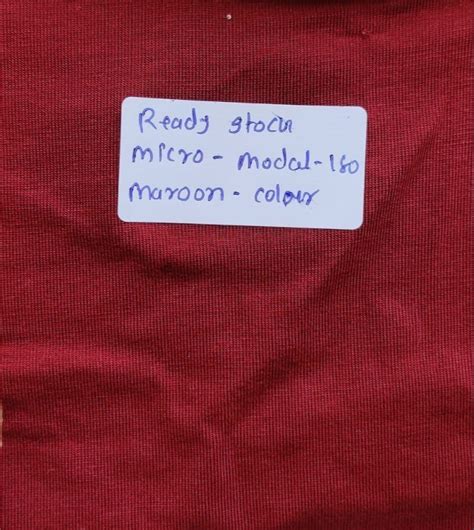 Ready stock
micro - modal-180
maroon - colour